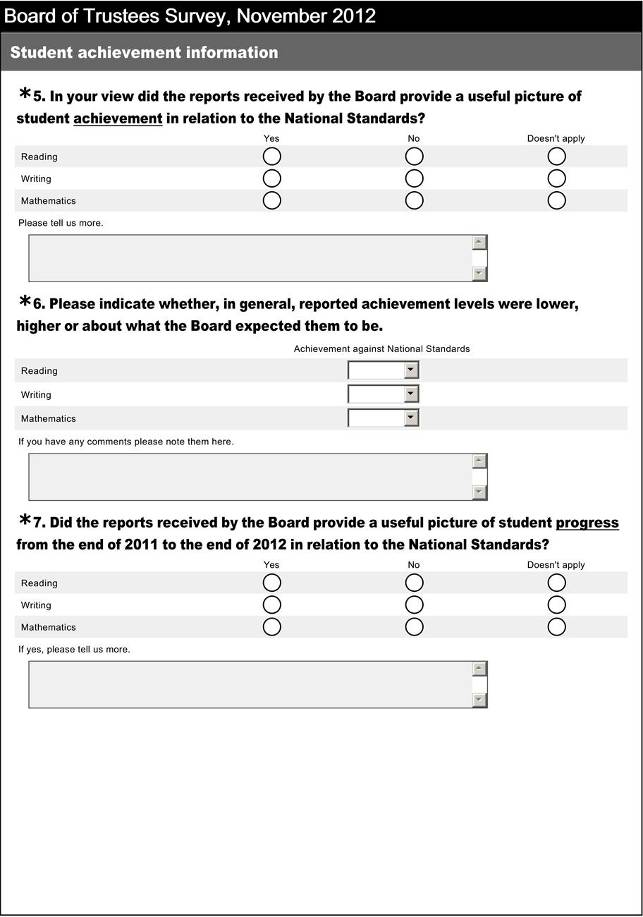 Board of Trustees Survey, November 2012
Student achievement information
*5. In your view did the reports received by the Board provide a useful picture of
student achievement in relation to the National Standards?
Yes No Doesn't apply
Reading
Writing
Mathematics
Please tell us more.
*6. Please indicate whether, in general, reported achievement levels were lower,
higher or about what the Board expected them to be.
Achievement against National Standards
Reading
Writing
Mathematics
If you have any comments please note them here.
*7. Did the reports received by the Board provide a useful picture of student progress
from the end of 2011 to the end of 2012 in relation to the National Standards?
Yes No Doesn't apply
Reading
Writing
Mathematics
If yes, please tell us more.